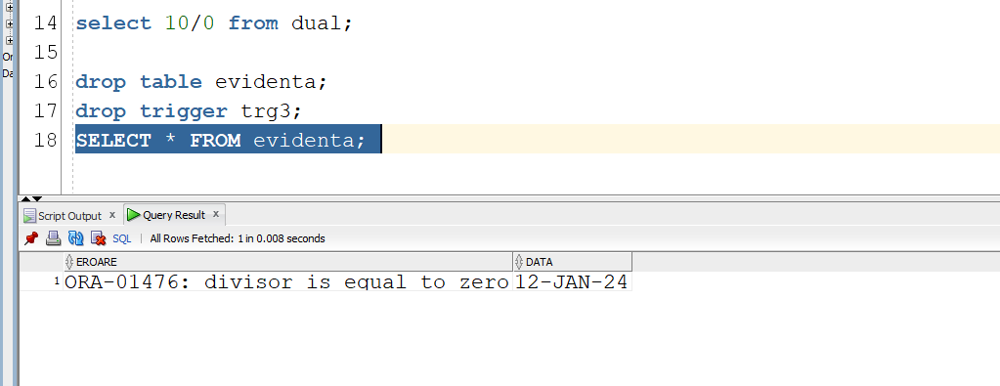 14 select 10/0 from dual;
15
16 drop table evidenta;
17 drop trigger trg3;
18 SELECT * FROM evidenta;
Script Output x Query Result x
SQL | All Rows Fetched: 1 in 0.008 seconds
EROARE DATA
1 ORA-01476: divisor is equal to zero 12-JAN-24